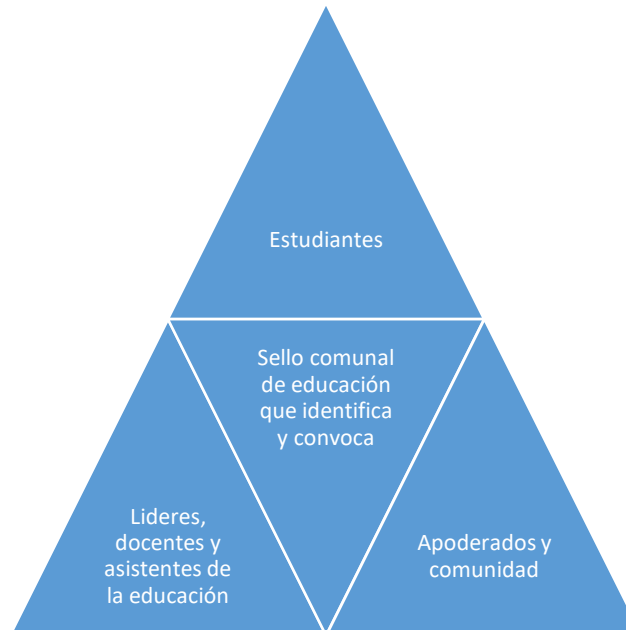 Estudiantes
Sello comunal
de educación
que identifica
y convoca
Lideres,
docentes y
asistentes de
la educación
Apoderados y
comunidad